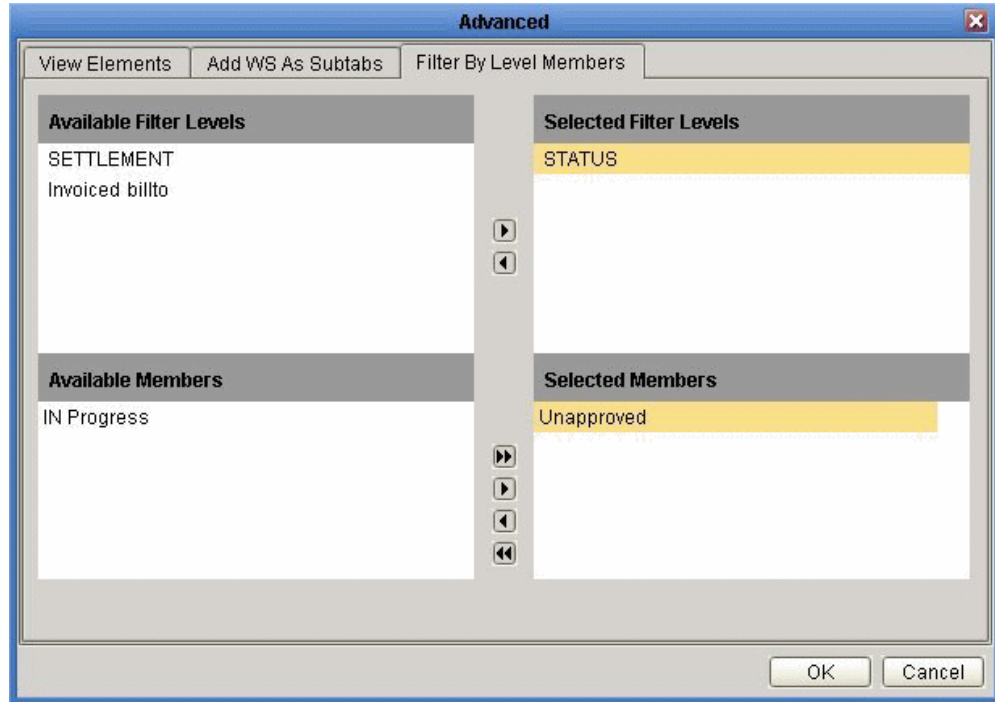 Advanced
View Elements
Add WS As Subtabs
Filter By Level Members
Available Filter Levels
SETTLEMENT
Invoiced billto
Selected Filter Levels
STATUS
Available Members
IN Progress
Selected Members
Unapproved
OK
Cancel